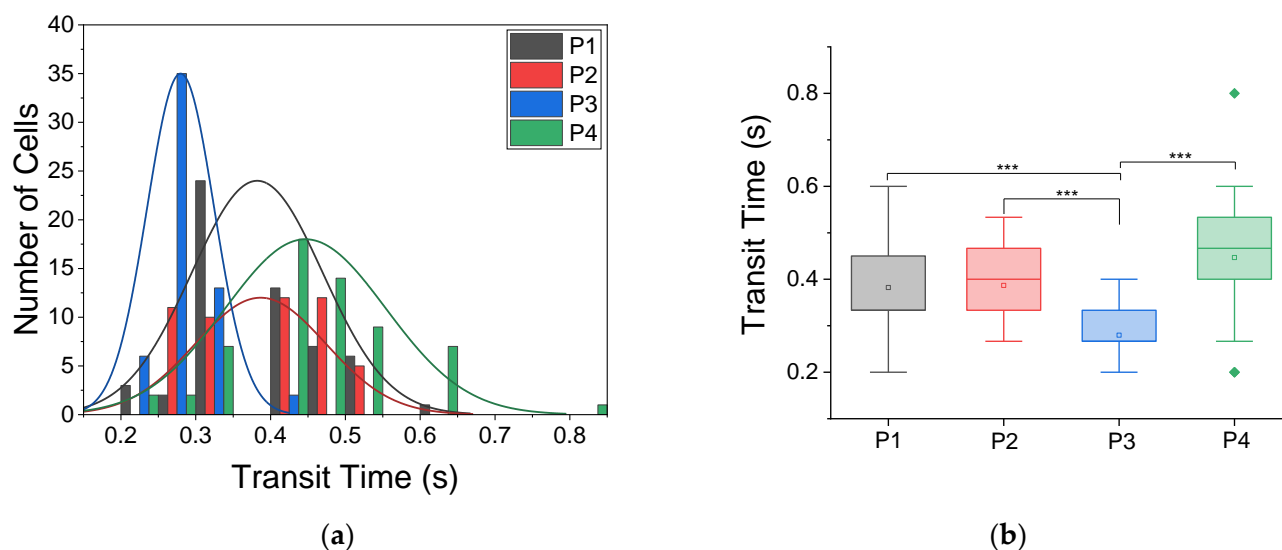 40
35
30
25
20
15
10
5
0
Number of Cells
P1
P2
P3
P4
0.2 0.3 0.4 0.5 0.6 0.7 0.8
Transit Time (s)
(a)
Transit Time (s)
0.8
0.6
0.4
0.2
***
***
***
P1 P2 P3 P4
(b)